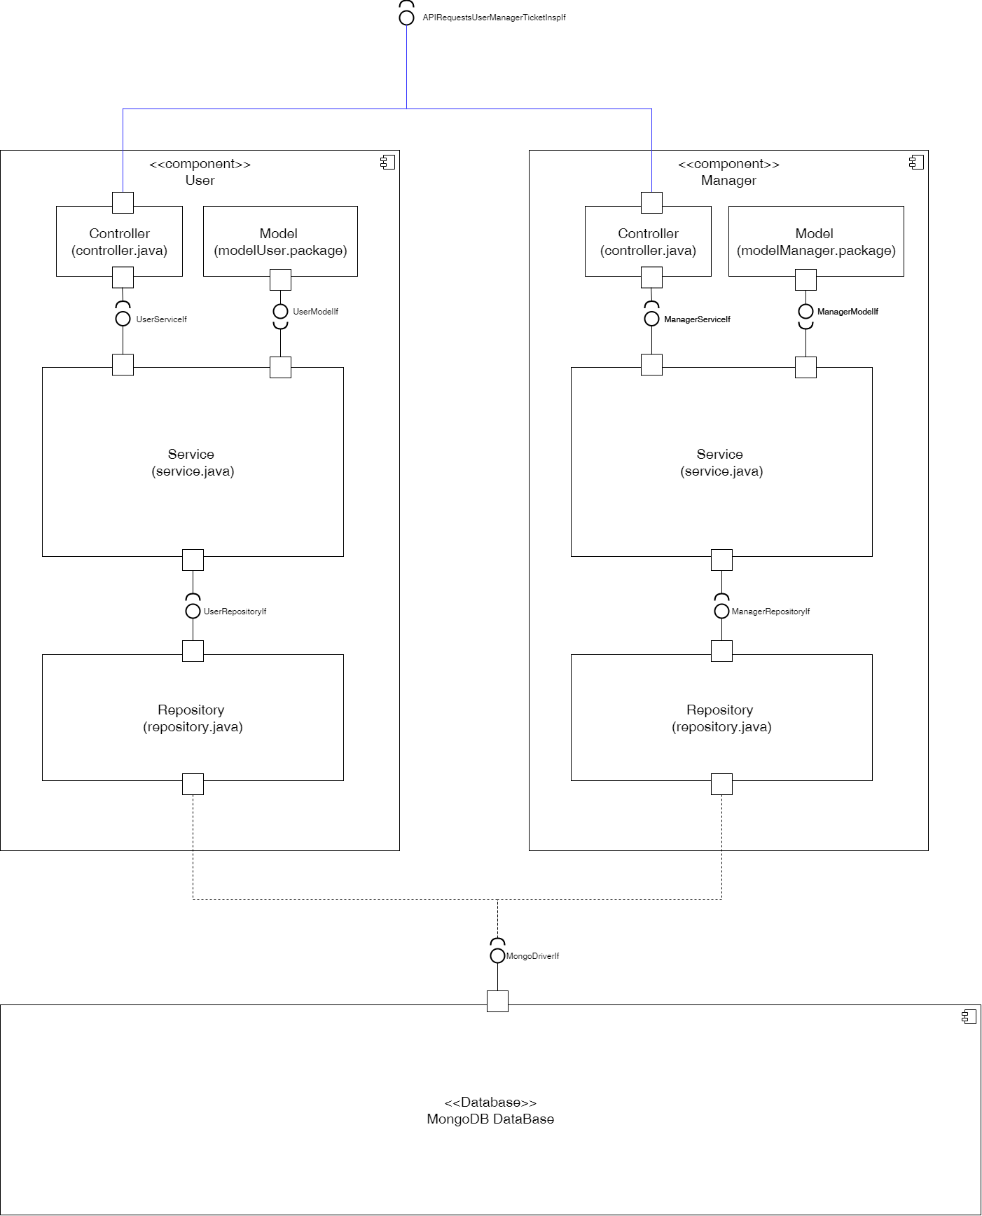 APIRequestsUserManagerTicketInspIf
<<component>>
User
<<component>>
Manager
Controller
(controller.java)
Model
(modelUser.package)
Controller
(controller.java)
Model
(modelManager.package)
UserServiceIf
UserModelIf
ManagerServiceIf
ManagerModelIf
Service
(service.java)
Service
(service.java)
UserRepositoryIf
ManagerRepositoryIf
Repository
(repository.java)
Repository
(repository.java)
MongoDriverIf
<<Database>>
MongoDB DataBase